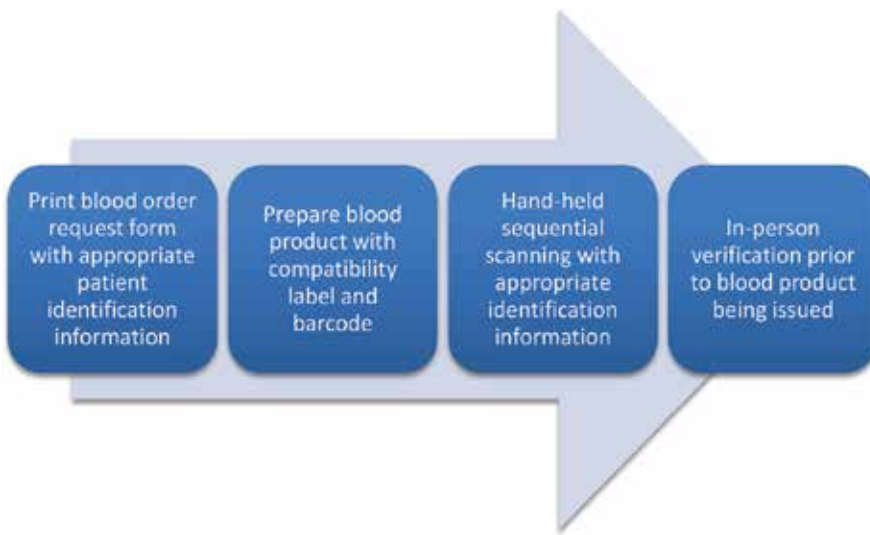 Print blood order
request form
with appropriate
patient
identification
information
Prepare blood
product with
compatibility
label and
barcode
Hand-held
sequential
scanning with
appropriate
identification
information
In-person
verification prior
to blood product
being issued